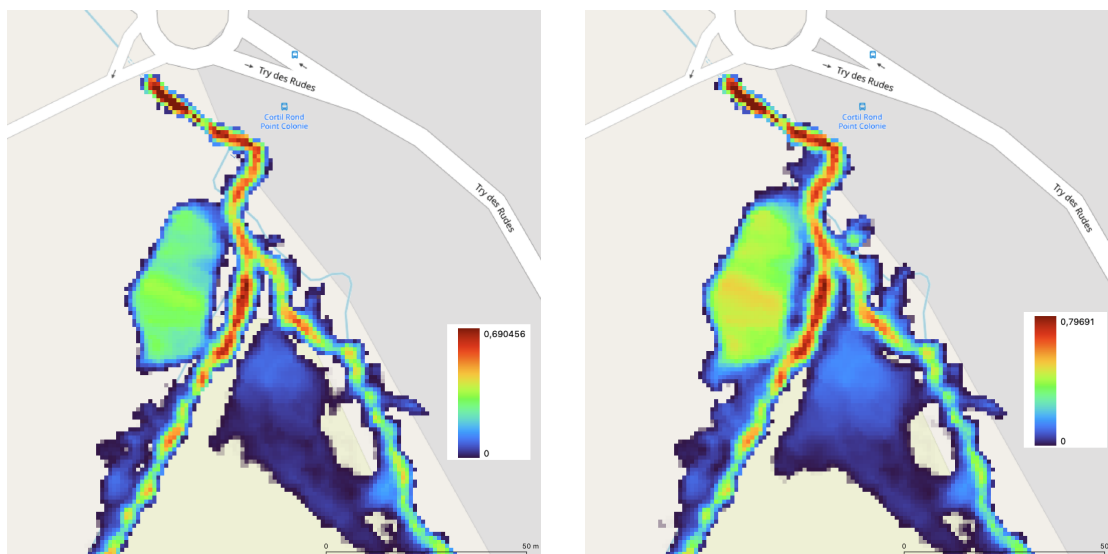 Try des Rudes
Cortil Rond
Point Colonie
Try des Rudes
0,690456
0
0
50 m
Try des Rudes
Cortil Rond
Point Colonie
Try des Rudes
0,79691
0
0
50